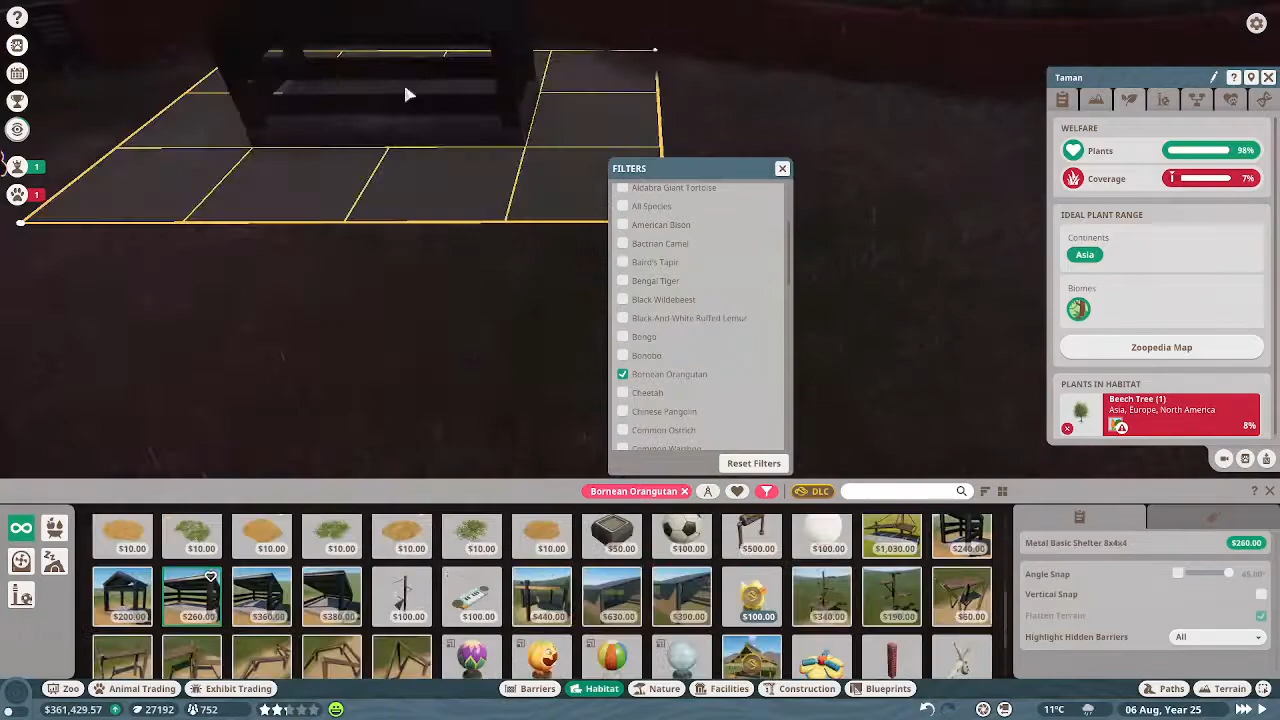 ?
1
1
Taman
?
WELFARE
Plants
98%
Coverage
7%
IDEAL PLANT RANGE
Continents
Asia
Biomes
Zoopedia Map
PLANTS IN HABITAT
Beech Tree (1)
Asia, Europe, North America
8%
FILTERS
Aldabra Giant Tortoise
All Species
American Bison
Bactrian Camel
Baird's Tapir
Bengal Tiger
Black Wildebeest
Black-And-White Ruffed Lemur
Bongo
Bonobo
Bornean Orangutan
Cheetah
Chinese Pangolin
Common Ostrich
Common Warthog
Reset Filters
Bornean Orangutan
DLC
?
$10.00 $10.00 $10.00 $10.00 $10.00 $10.00 $10.00 $50.00 $100.00 $500.00 $100.00 $1,030.00 $240.00
$200.00 $260.00 $360.00 $380.00 $100.00 $100.00 $440.00 $630.00 $390.00 $100.00 $340.00 $190.00 $60.00
Metal Basic Shelter 8x4x4 $260.00
Angle Snap 45.00°
Vertical Snap
Flatten Terrain
Highlight Hidden Barriers All
Zoo Animal Trading Exhibit Trading Barriers Habitat Nature Facilities Construction Blueprints Paths Terrain
$361,429.57 27192 752 11°C 06 Aug, Year 25